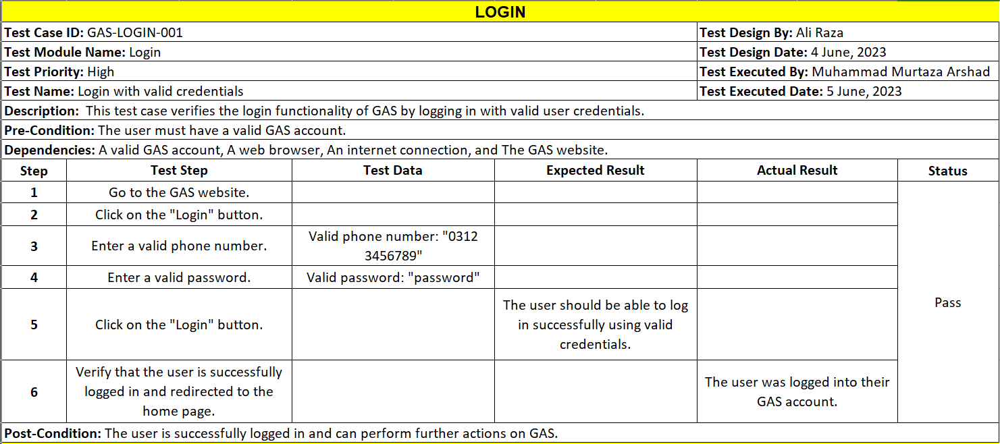 LOGIN
Test Case ID: GAS-LOGIN-001
Test Design By: Ali Raza
Test Module Name: Login
Test Design Date: 4 June, 2023
Test Priority: High
Test Executed By: Muhammad Murtaza Arshad
Test Name: Login with valid credentials
Test Executed Date: 5 June, 2023
Description:  This test case verifies the login functionality of GAS by logging in with valid user credentials.
Pre-Condition: The user must have a valid GAS account.
Dependencies: A valid GAS account, A web browser, An internet connection, and The GAS website.
Step
Test Step
Test Data
Expected Result
Actual Result
Status
1
Go to the GAS website.
2
Click on the "Login" button.
3
Enter a valid phone number.
Valid phone number: "0312
3456789"
4
Enter a valid password.
Valid password: "password"
5
Click on the "Login" button.
The user should be able to log
in successfully using valid
credentials.
Pass
6
Verify that the user is successfully
logged in and redirected to the
home page.
The user was logged into their
GAS account.
Post-Condition: The user is successfully logged in and can perform further actions on GAS.